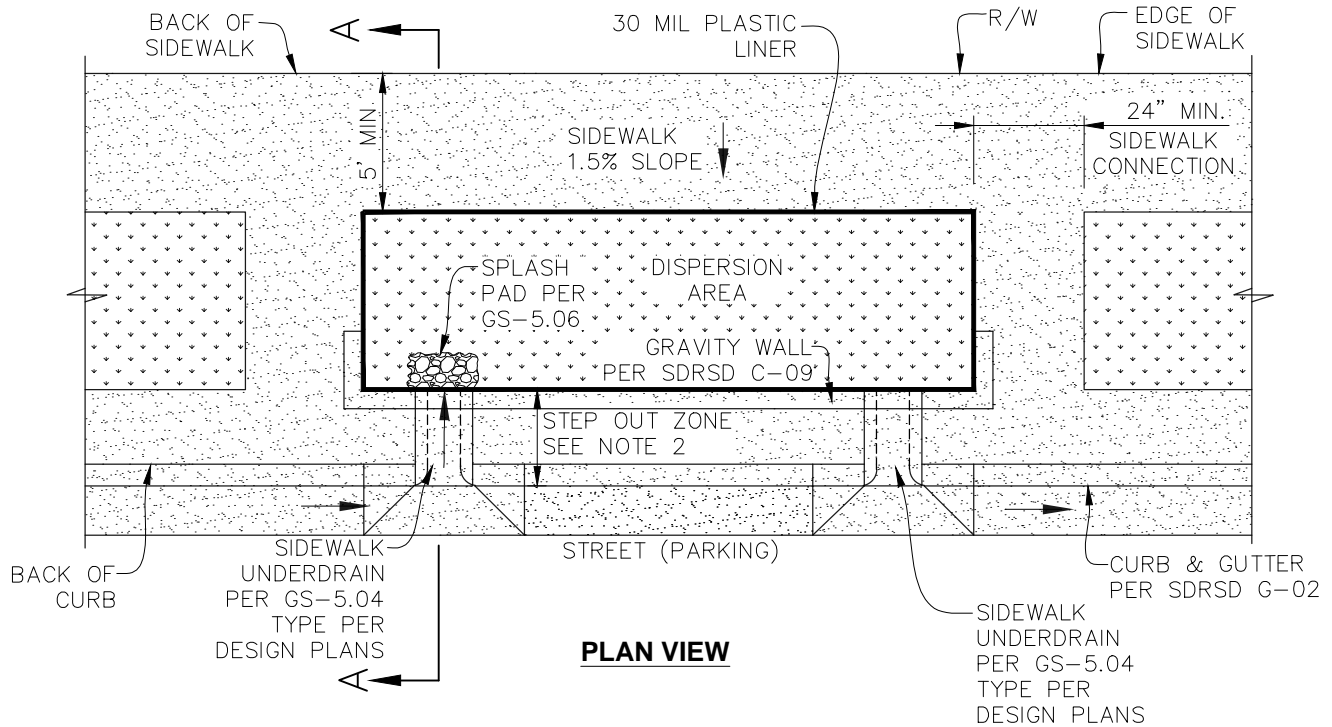 BACK OF
SIDEWALK
A
30 MIL PLASTIC
LINER
R/W
EDGE OF
SIDEWALK
5' MIN
SIDEWALK
1.5% SLOPE
24" MIN.
SIDEWALK
CONNECTION
SPLASH
PAD PER
GS-5.06
DISPERSION
AREA
GRAVITY WALL
PER SDRSD C-09
STEP OUT ZONE
SEE NOTE 2
STREET (PARKING)
BACK OF
CURB
SIDEWALK
UNDERDRAIN
PER GS-5.04
TYPE PER
DESIGN PLANS
A
PLAN VIEW
CURB & GUTTER
PER SDRSD G-02
SIDEWALK
UNDERDRAIN
PER GS-5.04
TYPE PER
DESIGN PLANS